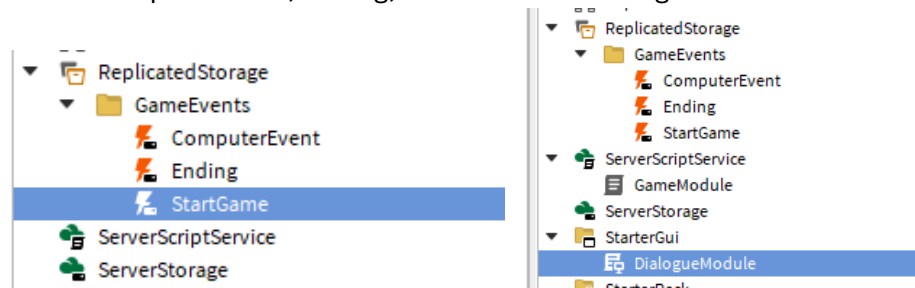 ReplicatedStorage
GameEvents
ComputerEvent
Ending
StartGame
ServerScriptService
ServerStorage
ReplicatedStorage
GameEvents
ComputerEvent
Ending
StartGame
ServerScriptService
GameModule
ServerStorage
StarterGui
DialogueModule